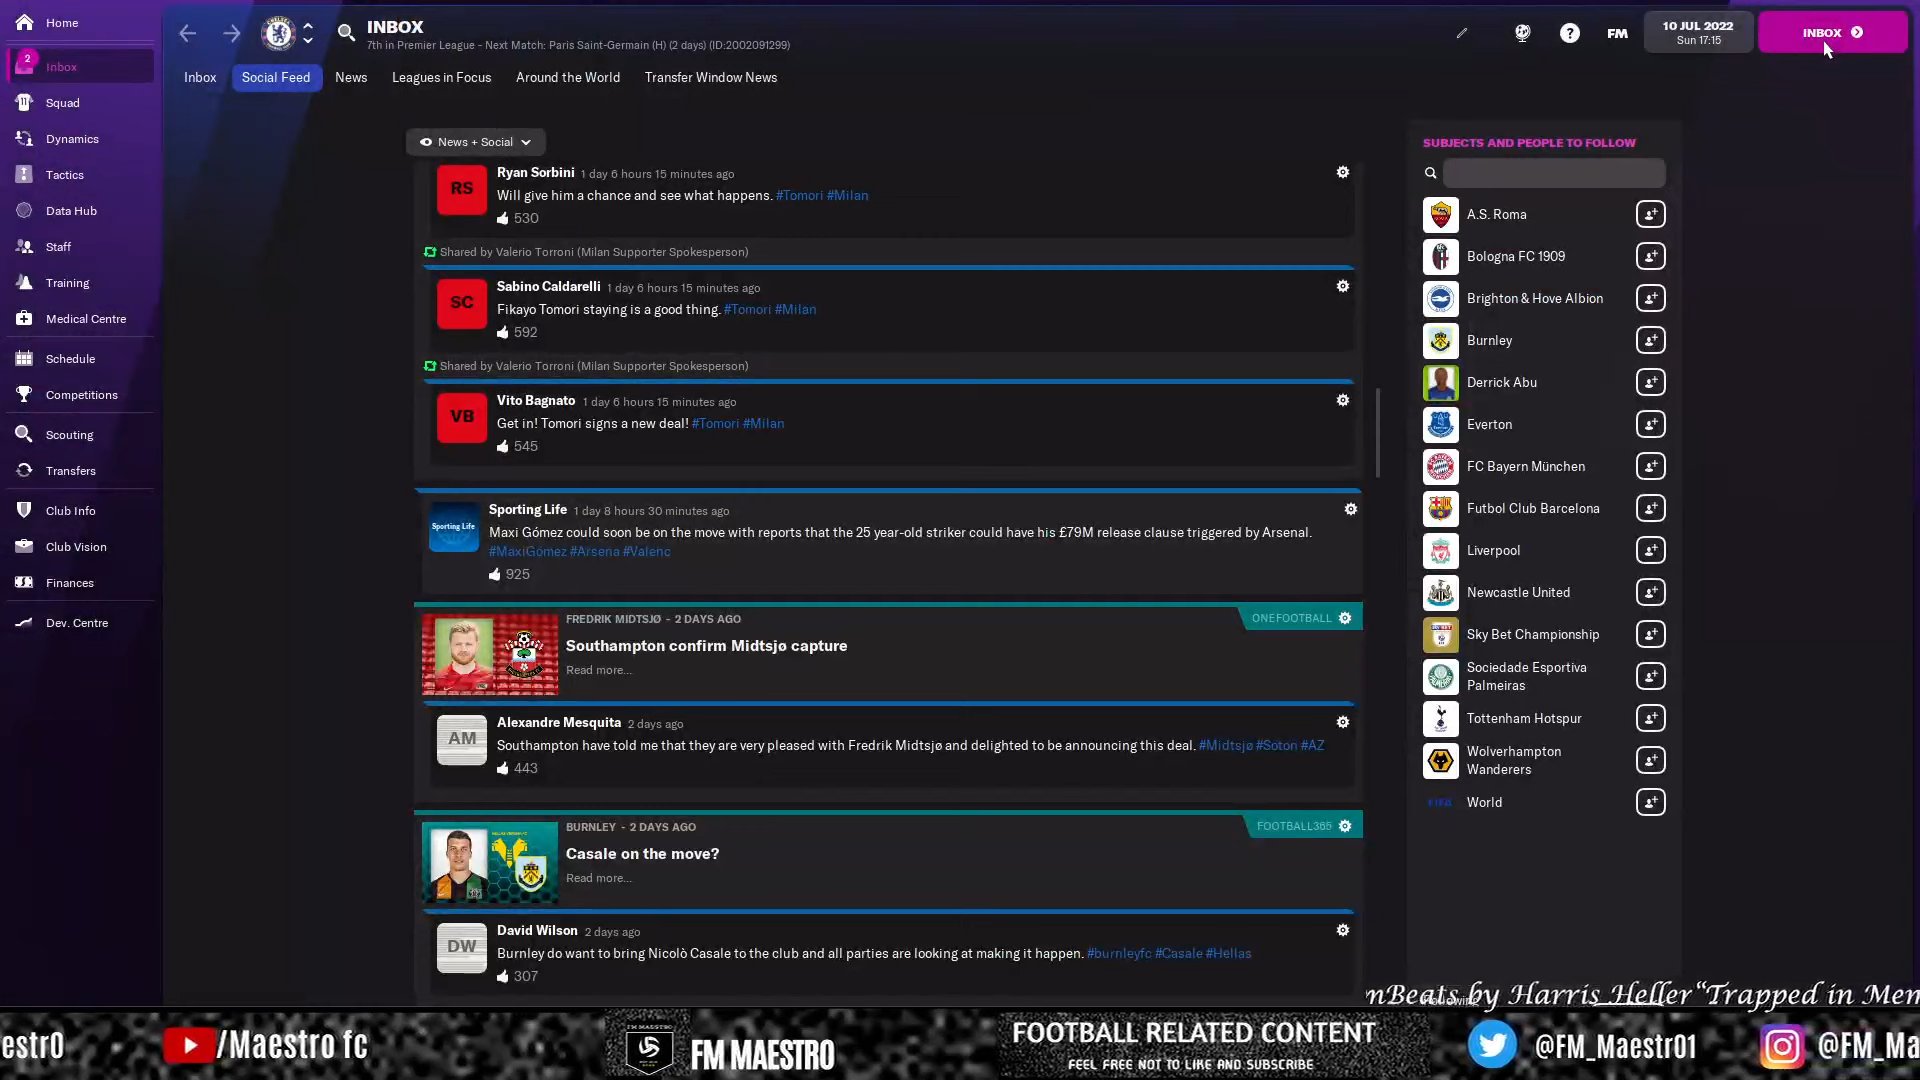 Home
INBOX
7th in Premier League - Next Match: Paris Saint-Germain (H) (2 days) (ID:2002091299)
FM
10 JUL 2022
Sun 17:15
INBOX
2
Inbox
Squad
Dynamics
Tactics
Data Hub
Staff
Training
Medical Centre
Schedule
Competitions
Scouting
Transfers
Club Info
Club Vision
Finances
Dev. Centre
Inbox Social Feed News Leagues in Focus Around the World Transfer Window News
News + Social
RS
Ryan Sorbini 1 day 6 hours 15 minutes ago
Will give him a chance and see what happens. #Tomori #Milan
530
Shared by Valerio Torroni (Milan Supporter Spokesperson)
SC
Sabino Caldarelli 1 day 6 hours 15 minutes ago
Fikayo Tomori staying is a good thing. #Tomori #Milan
592
Shared by Valerio Torroni (Milan Supporter Spokesperson)
VB
Vito Bagnato 1 day 6 hours 15 minutes ago
Get in! Tomori signs a new deal! #Tomori #Milan
545
Sporting Life
Sporting Life 1 day 8 hours 30 minutes ago
Maxi Gómez could soon be on the move with reports that the 25 year-old striker could have his £79M release clause triggered by Arsenal.
#MaxiGómez #Arsena #Valenc
925
FREDRIK MIDTSJØ - 2 DAYS AGO
ONEFOOTBALL
Southampton confirm Midtsjø capture
Read more...
AM
Alexandre Mesquita 2 days ago
Southampton have told me that they are very pleased with Fredrik Midtsjø and delighted to be announcing this deal. #Midtsjø #Soton #AZ
443
BURNLEY - 2 DAYS AGO
FOOTBALL365
Casale on the move?
Read more...
DW
David Wilson 2 days ago
Burnley do want to bring Nicolò Casale to the club and all parties are looking at making it happen. #burnleyfc #Casale #Hellas
307
SUBJECTS AND PEOPLE TO FOLLOW
A.S. Roma
Bologna FC 1909
Brighton & Hove Albion
Burnley
Derrick Abu
Everton
FC Bayern München
Futbol Club Barcelona
Liverpool
Newcastle United
Sky Bet Championship
Sociedade Esportiva
Palmeiras
Tottenham Hotspur
Wolverhampton
Wanderers
FIFA
World
mBeats by Harris Heller "Trapped in Mem
estr0
/Maestro fc
FM MAESTRO
FOOTBALL RELATED CONTENT
FEEL FREE NOT TO LIKE AND SUBSCRIBE
@FM_Maestr01
@FM_Ma